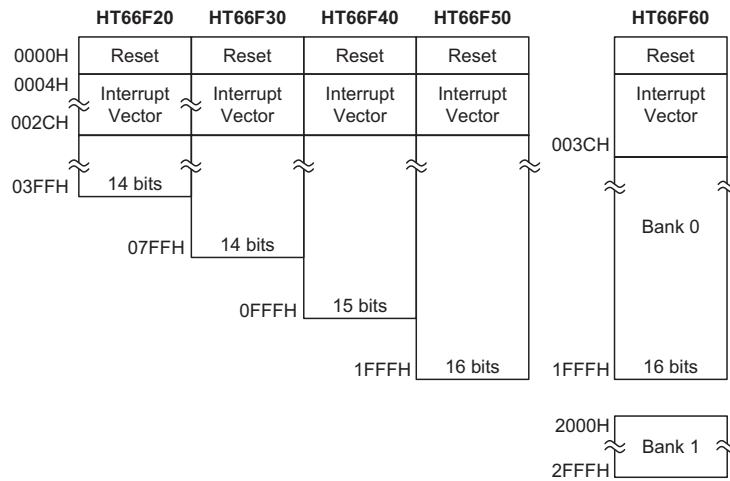 HT66F20 HT66F30 HT66F40 HT66F50 HT66F60
0000H Reset Reset Reset Reset Reset
0004H
Interrupt Vector Interrupt Vector Interrupt Vector Interrupt Vector Interrupt Vector
002CH
003CH
03FFH 14 bits
Bank 0
07FFH 14 bits
0FFFH 15 bits
1FFFH 16 bits 1FFFH 16 bits
2000H
Bank 1
2FFFH